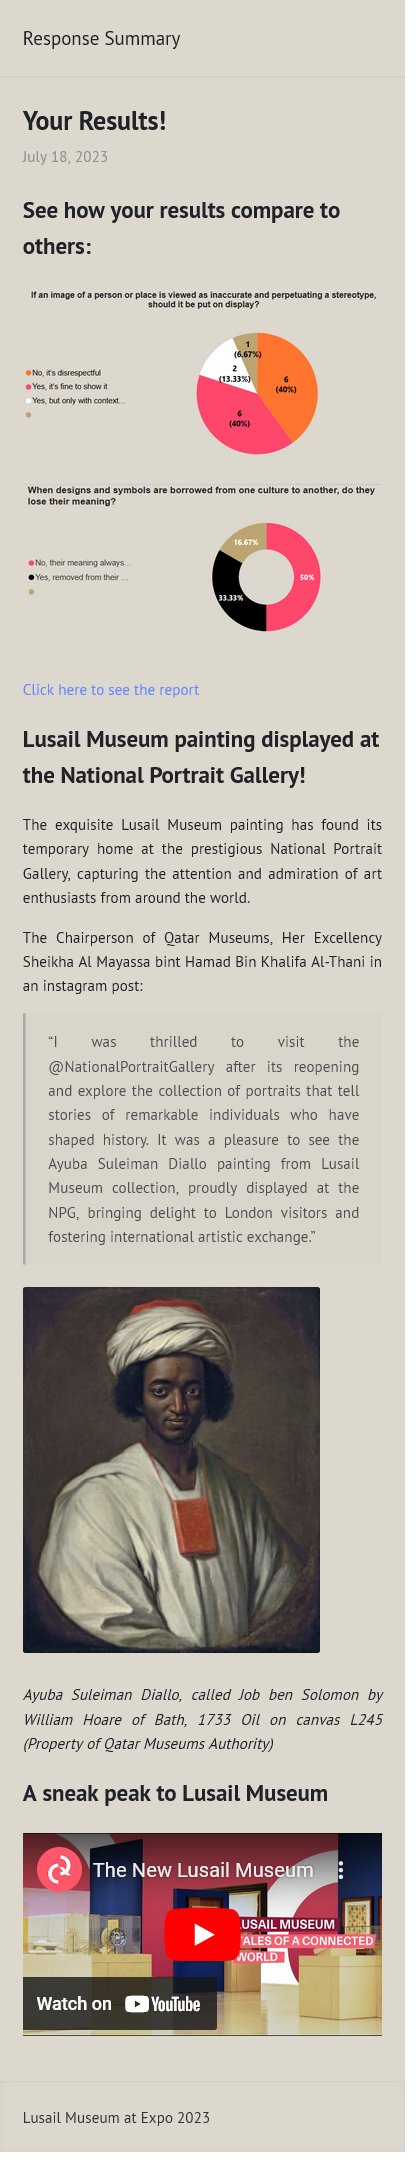 Response Summary
Your Results!
July 18, 2023
See how your results compare to
others:
If an image of a person or place is viewed as inaccurate and perpetuating a stereotype,
should it be put on display?
No, it's disrespectful
Yes, it's fine to show it
Yes, but only with context...
1
(6.67%)
2
(13.33%)
6
(40%)
6
(40%)
When designs and symbols are borrowed from one culture to another, do they
lose their meaning?
No, their meaning always...
Yes, removed from their ...
16.67%
50%
33.33%
Click here to see the report
Lusail Museum painting displayed at
the National Portrait Gallery!
The exquisite Lusail Museum painting has found its
temporary home at the prestigious National Portrait
Gallery, capturing the attention and admiration of art
enthusiasts from around the world.
The Chairperson of Qatar Museums, Her Excellency
Sheikha Al Mayassa bint Hamad Bin Khalifa Al-Thani in
an instagram post:
“I was thrilled to visit the
@NationalPortraitGallery after its reopening
and explore the collection of portraits that tell
stories of remarkable individuals who have
shaped history. It was a pleasure to see the
Ayuba Suleiman Diallo painting from Lusail
Museum collection, proudly displayed at the
NPG, bringing delight to London visitors and
fostering international artistic exchange.”
Ayuba Suleiman Diallo, called Job ben Solomon by
William Hoare of Bath, 1733 Oil on canvas L245
(Property of Qatar Museums Authority)
A sneak peak to Lusail Museum
The New Lusail Museum
USAIL MUSEUM
ALES OF A CONNECTED
WORLD
Watch on YouTube
Lusail Museum at Expo 2023